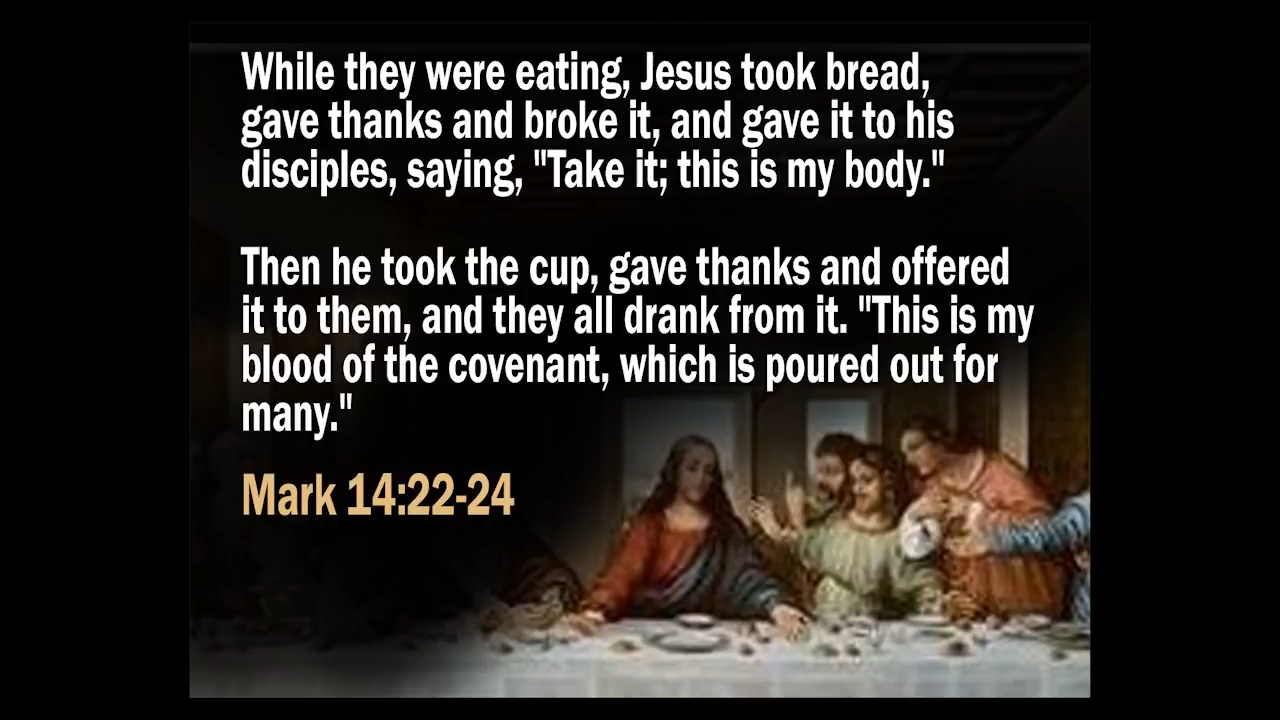 While they were eating, Jesus took bread,
gave thanks and broke it, and gave it to his
disciples, saying, "Take it; this is my body."
Then he took the cup, gave thanks and offered
it to them, and they all drank from it. "This is my
blood of the covenant, which is poured out for
many."
Mark 14:22-24